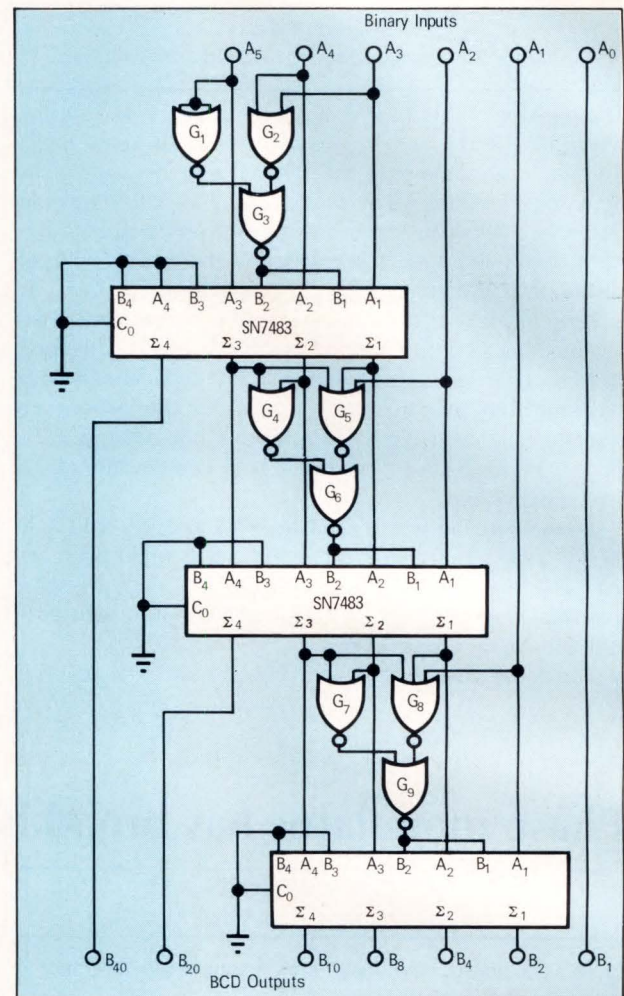 Binary Inputs
A₅ A₄ A₃ A₂ A₁ A₀
G₁ G₂
G₃
B₄ A₄ B₃ A₃ B₂ A₂ B₁ A₁
C₀ SN7483
Σ₄ Σ₃ Σ₂ Σ₁
G₄ G₅
G₆
B₄ A₄ B₃ A₃ B₂ A₂ B₁ A₁
C₀ SN7483
Σ₄ Σ₃ Σ₂ Σ₁
G₇ G₈
G₉
B₄ A₄ B₃ A₃ B₂ A₂ B₁ A₁
C₀
Σ₄ Σ₃ Σ₂ Σ₁
B₄₀ B₂₀ B₁₀ B₈ B₄ B₂ B₁
BCD Outputs